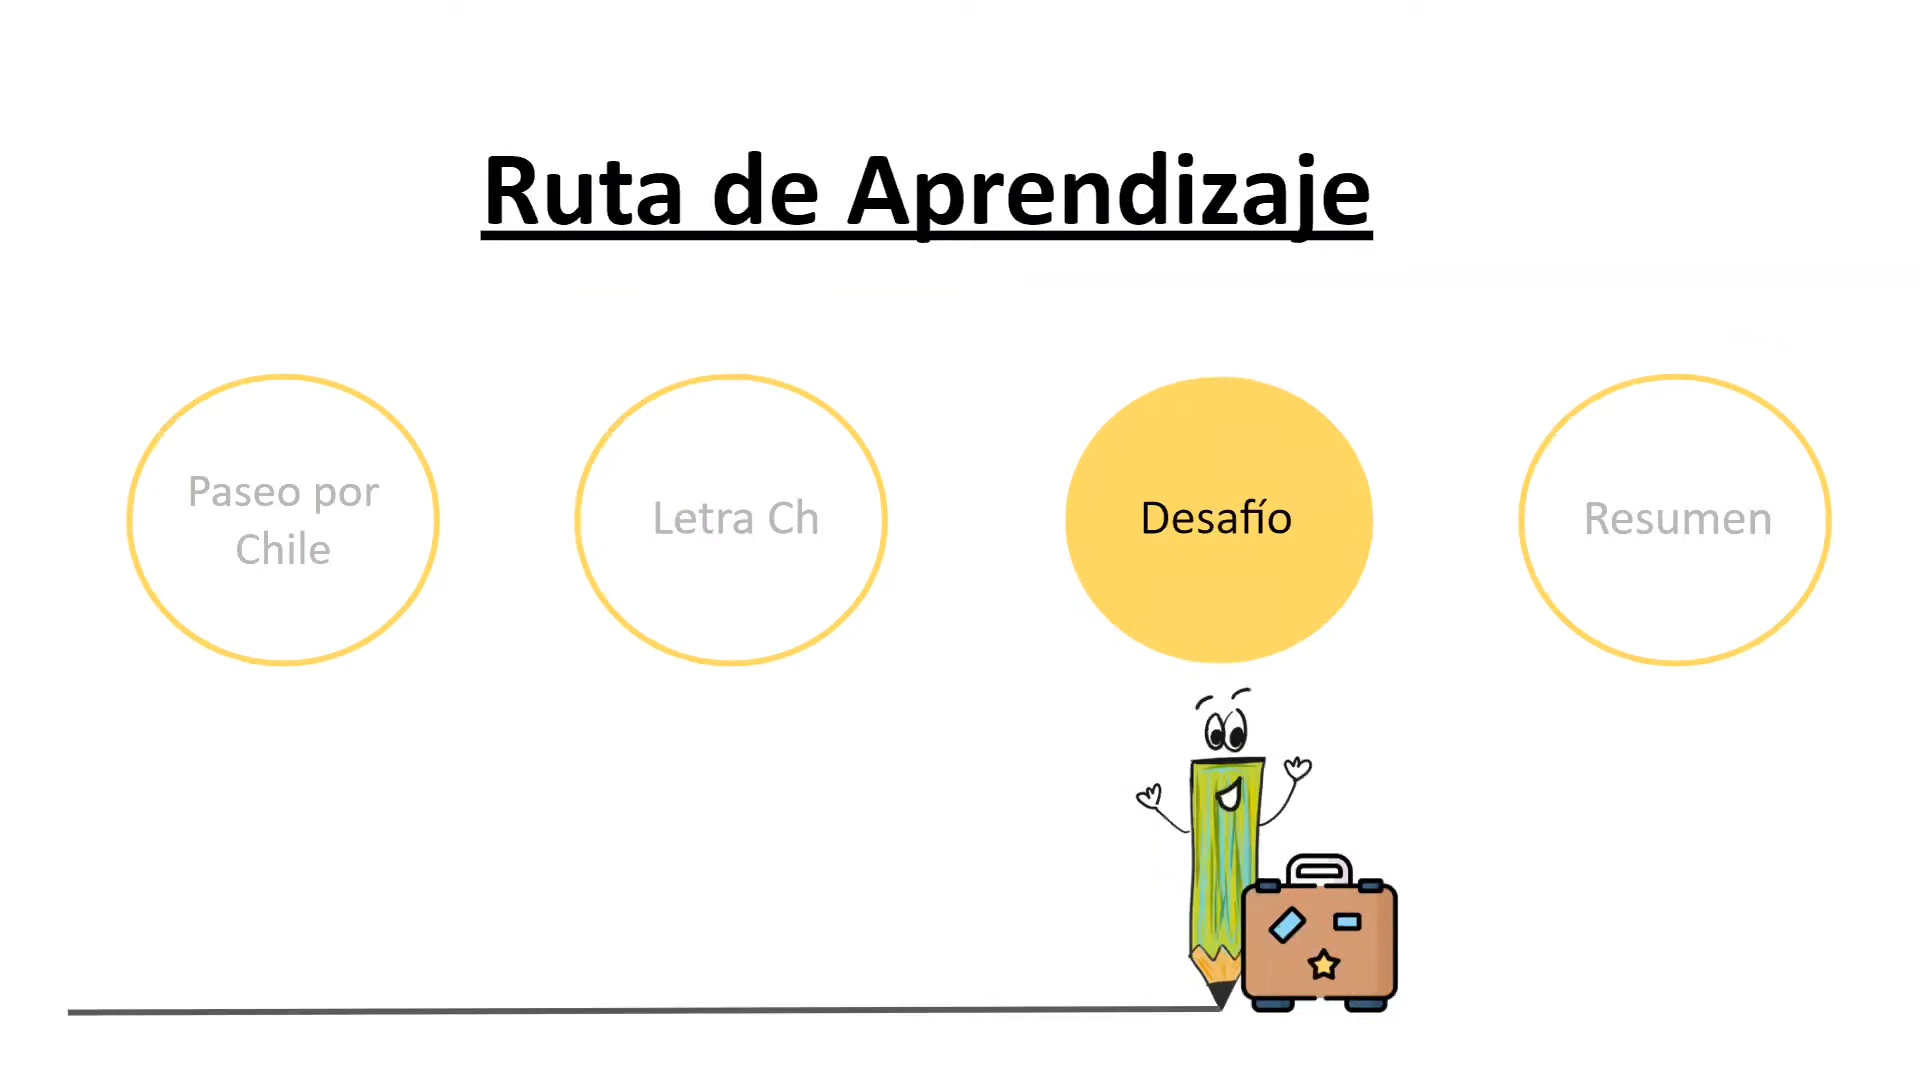 Ruta de Aprendizaje
Paseo por
Chile
Letra Ch
Desafío
Resumen